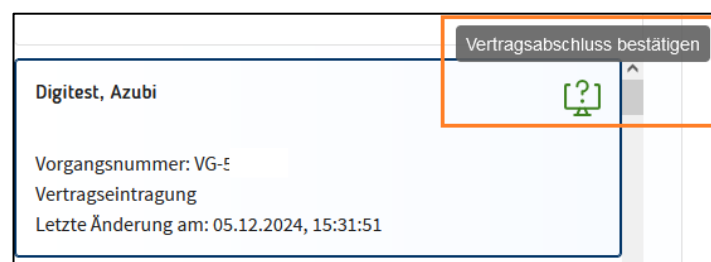 Vertragsabschluss bestätigen
Digitest, Azubi
[?]
Vorgangsnummer: VG-5
Vertragseintragung
Letzte Änderung am: 05.12.2024, 15:31:51